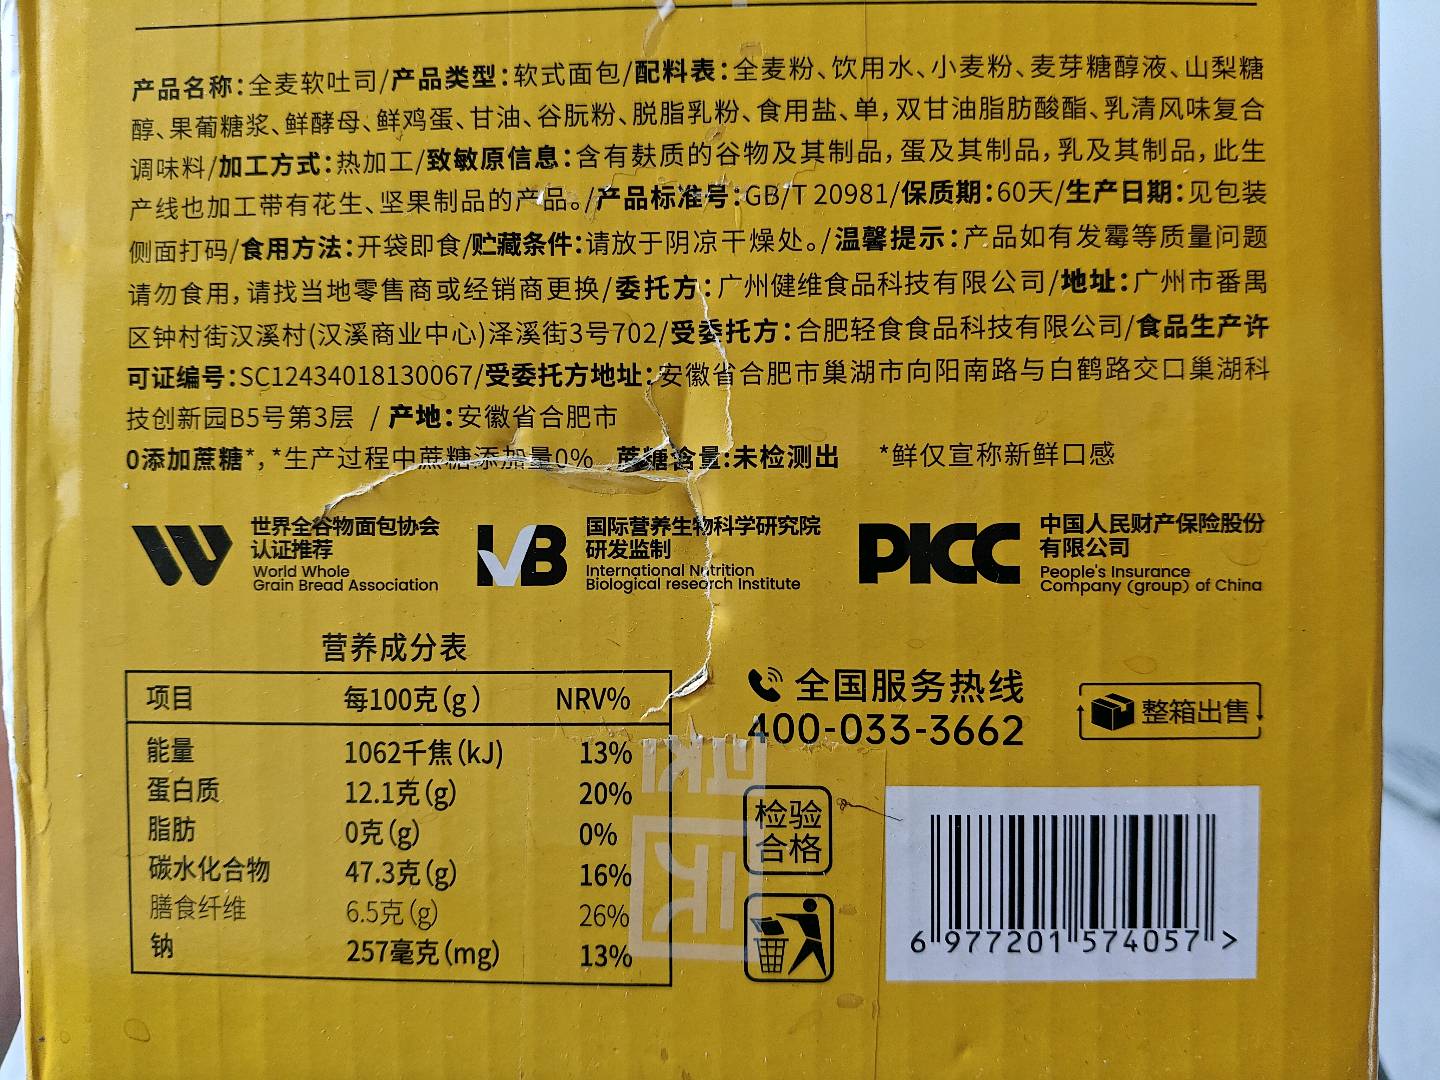 产品名称:全麦软吐司/产品类型:软式面包/配料表:全麦粉、饮用水、小麦粉、麦芽糖醇液、山梨糖
醇、果葡糖浆、鲜酵母、鲜鸡蛋、甘油、谷朊粉、脱脂乳粉、食用盐、单,双甘油脂肪酸酯、乳清风味复合
调味料/加工方式:热加工/致敏原信息:含有麸质的谷物及其制品,蛋及其制品,乳及其制品,此生
产线也加工带有花生、坚果制品的产品。/产品标准号:GB/T 20981/保质期:60天/生产日期:见包装
侧面打码/食用方法:开袋即食/贮藏条件:请放于阴凉干燥处。/温馨提示:产品如有发霉等质量问题
请勿食用,请找当地零售商或经销商更换/委托方:广州健维食品科技有限公司/地址:广州市番禺
区钟村街汉溪村(汉溪商业中心)泽溪街3号702/受委托方:合肥轻食食品科技有限公司/食品生产许
可证编号:SC12434018130067/受委托方地址:安徽省合肥市巢湖市向阳南路与白鹤路交口巢湖科
技创新园B5号第3层 / 产地:安徽省合肥市
0添加蔗糖*,*生产过程中蔗糖添加量0% 蔗糖含量:未检测出 *鲜仅宣称新鲜口感
世界全谷物面包协会
认证推荐
World Whole
Grain Bread Association
国际营养生物科学研究院
研发监制
International Nutrition
Biological research Institute
PICC
中国人民财产保险股份
有限公司
People's Insurance
Company (group) of China
营养成分表
项目 每100克(g) NRV%
能量 1062千焦(kJ) 13%
蛋白质 12.1克(g) 20%
脂肪 0克(g) 0%
碳水化合物 47.3克(g) 16%
膳食纤维 6.5克(g) 26%
钠 257毫克(mg) 13%
全国服务热线
400-033-3662
整箱出售
检验
合格
6 977201 574057 >